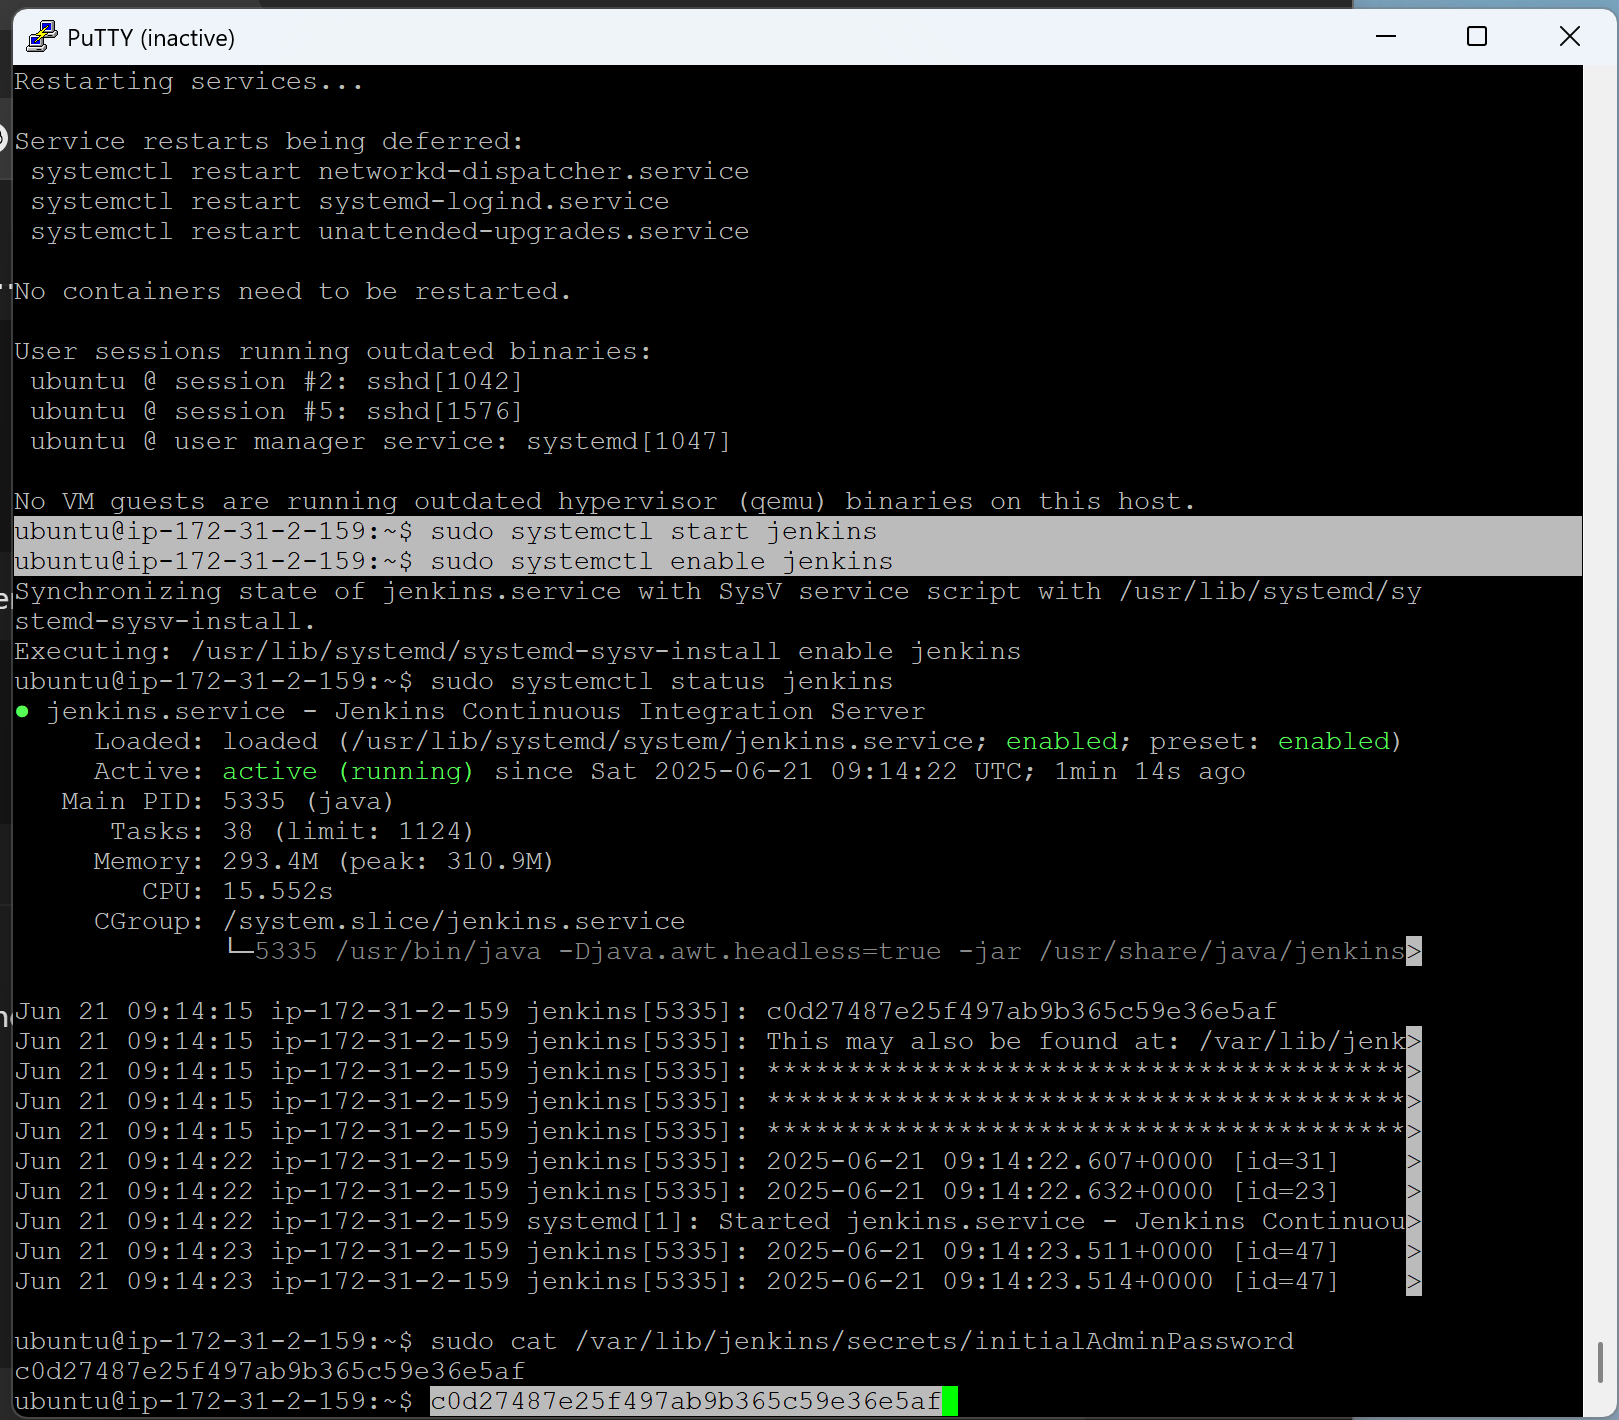 PuTTY (inactive)
Restarting services...
Service restarts being deferred:
systemctl restart networkd-dispatcher.service
systemctl restart systemd-logind.service
systemctl restart unattended-upgrades.service
No containers need to be restarted.
User sessions running outdated binaries:
ubuntu @ session #2: sshd[1042]
ubuntu @ session #5: sshd[1576]
ubuntu @ user manager service: systemd[1047]
No VM guests are running outdated hypervisor (qemu) binaries on this host.
ubuntu@ip-172-31-2-159:~$ sudo systemctl start jenkins
ubuntu@ip-172-31-2-159:~$ sudo systemctl enable jenkins
Synchronizing state of jenkins.service with SysV service script with /usr/lib/systemd/sy
stemd-sysv-install.
Executing: /usr/lib/systemd/systemd-sysv-install enable jenkins
ubuntu@ip-172-31-2-159:~$ sudo systemctl status jenkins
● jenkins.service - Jenkins Continuous Integration Server
Loaded: loaded (/usr/lib/systemd/system/jenkins.service; enabled; preset: enabled)
Active: active (running) since Sat 2025-06-21 09:14:22 UTC; 1min 14s ago
Main PID: 5335 (java)
Tasks: 38 (limit: 1124)
Memory: 293.4M (peak: 310.9M)
CPU: 15.552s
CGroup: /system.slice/jenkins.service
└─5335 /usr/bin/java -Djava.awt.headless=true -jar /usr/share/java/jenkins>
Jun 21 09:14:15 ip-172-31-2-159 jenkins[5335]: c0d27487e25f497ab9b365c59e36e5af
Jun 21 09:14:15 ip-172-31-2-159 jenkins[5335]: This may also be found at: /var/lib/jenk>
Jun 21 09:14:15 ip-172-31-2-159 jenkins[5335]: ****************************************>
Jun 21 09:14:15 ip-172-31-2-159 jenkins[5335]: ****************************************>
Jun 21 09:14:15 ip-172-31-2-159 jenkins[5335]: ****************************************>
Jun 21 09:14:22 ip-172-31-2-159 jenkins[5335]: 2025-06-21 09:14:22.607+0000 [id=31]    >
Jun 21 09:14:22 ip-172-31-2-159 jenkins[5335]: 2025-06-21 09:14:22.632+0000 [id=23]    >
Jun 21 09:14:22 ip-172-31-2-159 systemd[1]: Started jenkins.service - Jenkins Continuou>
Jun 21 09:14:23 ip-172-31-2-159 jenkins[5335]: 2025-06-21 09:14:23.511+0000 [id=47]    >
Jun 21 09:14:23 ip-172-31-2-159 jenkins[5335]: 2025-06-21 09:14:23.514+0000 [id=47]    >
ubuntu@ip-172-31-2-159:~$ sudo cat /var/lib/jenkins/secrets/initialAdminPassword
c0d27487e25f497ab9b365c59e36e5af
ubuntu@ip-172-31-2-159:~$ c0d27487e25f497ab9b365c59e36e5af